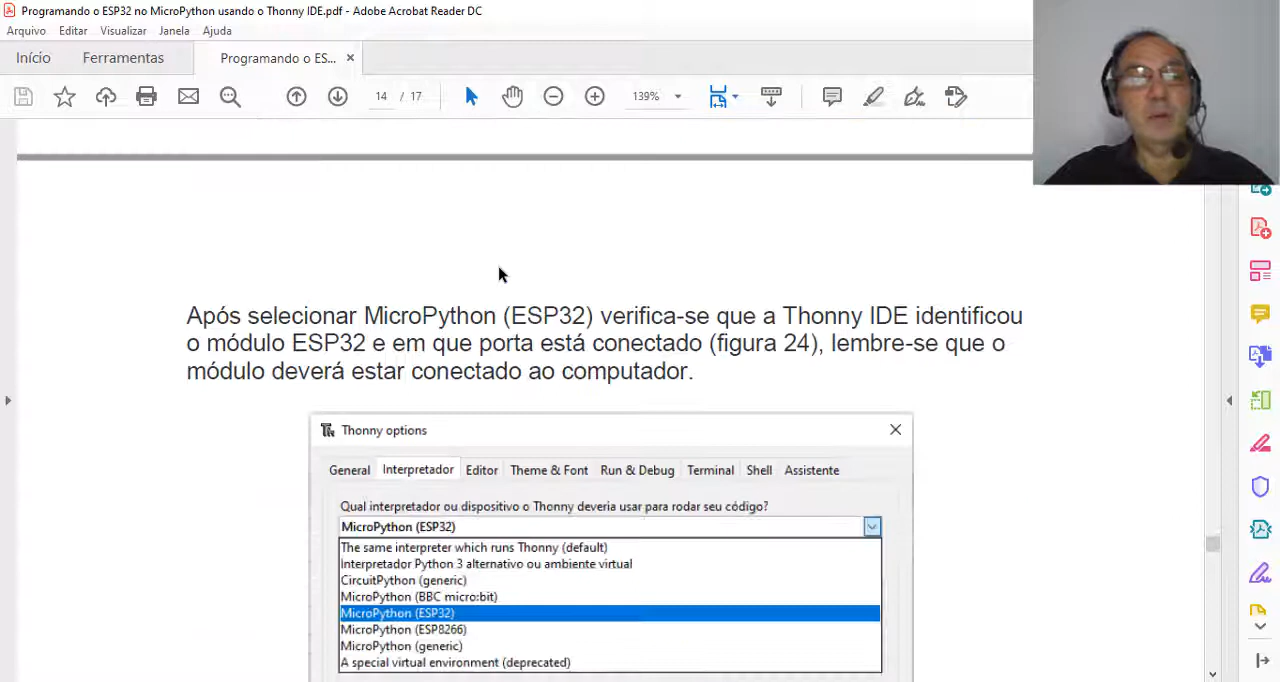 Programando o ESP32 no MicroPython usando o Thonny IDE.pdf - Adobe Acrobat Reader DC
Arquivo Editar Visualizar Janela Ajuda
Início Ferramentas Programando o ES... ×
14 / 17 139%
Após selecionar MicroPython (ESP32) verifica-se que a Thonny IDE identificou
o módulo ESP32 e em que porta está conectado (figura 24), lembre-se que o
módulo deverá estar conectado ao computador.
Thonny options
General Interpretador Editor Theme & Font Run & Debug Terminal Shell Assistente
Qual interpretador ou dispositivo o Thonny deveria usar para rodar seu código?
MicroPython (ESP32)
The same interpreter which runs Thonny (default)
Interpretador Python 3 alternativo ou ambiente virtual
CircuitPython (generic)
MicroPython (BBC micro:bit)
MicroPython (ESP32)
MicroPython (ESP8266)
MicroPython (generic)
A special virtual environment (deprecated)